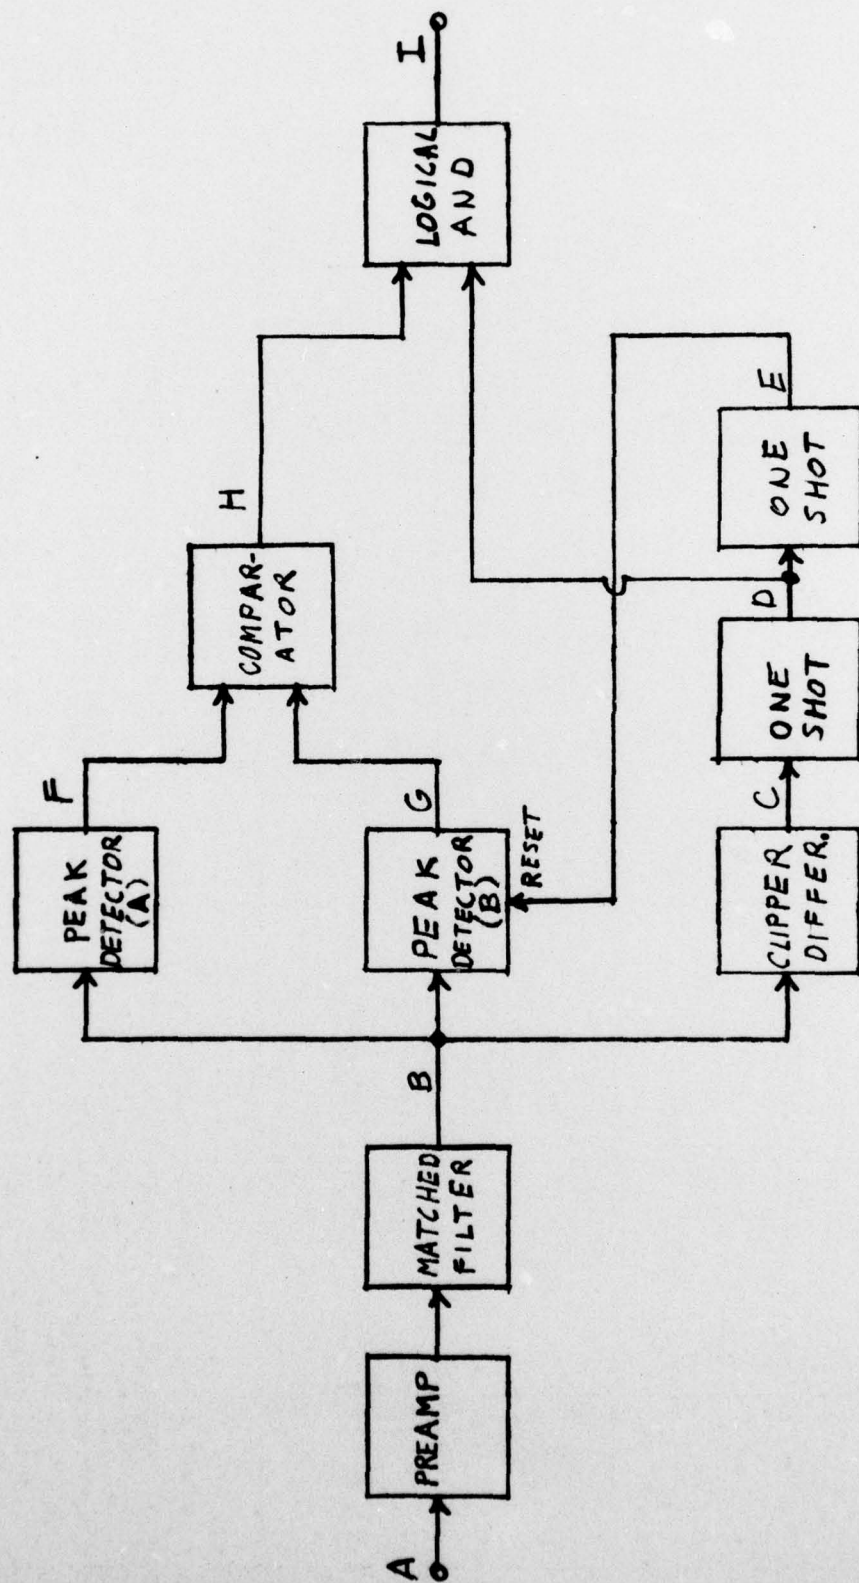 A
PREAMP
MATCHED
FILTER
B
PEAK
DETECTOR
(A)
F
PEAK
DETECTOR
(B)
G
RESET
CLIPPER
DIFFER.
C
ONE
SHOT
D
ONE
SHOT
E
COMPAR-
ATOR
H
LOGICAL
AND
I